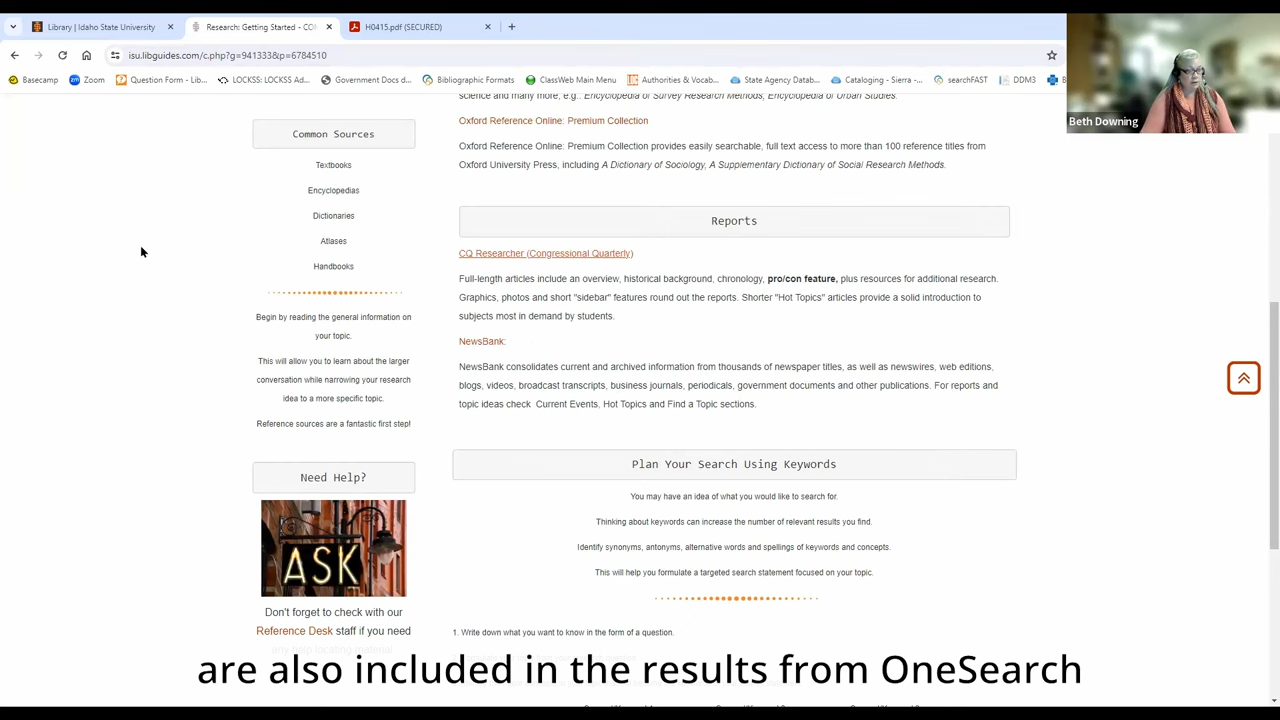 Library | Idaho State University
Research: Getting Started - CO
H0415.pdf (SECURED)
isu.libguides.com/c.php?g=941333&p=6784510
Basecamp
Zoom
Question Form - Lib...
LOCKSS: LOCKSS Ad...
Government Docs d...
Bibliographic Formats
ClassWeb Main Menu
Authorities & Vocab...
State Agency Datab...
Cataloging - Sierra -...
searchFAST
DDM3
Beth Downing
science and many more, e.g.. Encyclopedia of Survey Research Methods, Encyclopedia of Urban Studies.
Oxford Reference Online: Premium Collection
Oxford Reference Online: Premium Collection provides easily searchable, full text access to more than 100 reference titles from
Oxford University Press, including A Dictionary of Sociology, A Supplementary Dictionary of Social Research Methods.
Common Sources
Textbooks
Encyclopedias
Dictionaries
Atlases
Handbooks
Begin by reading the general information on
your topic.
This will allow you to learn about the larger
conversation while narrowing your research
idea to a more specific topic.
Reference sources are a fantastic first step!
Need Help?
ASK
Don't forget to check with our
Reference Desk staff if you need
any help locating material
Reports
CQ Researcher (Congressional Quarterly)
Full-length articles include an overview, historical background, chronology, pro/con feature, plus resources for additional research.
Graphics, photos and short "sidebar" features round out the reports. Shorter "Hot Topics" articles provide a solid introduction to
subjects most in demand by students.
NewsBank:
NewsBank consolidates current and archived information from thousands of newspaper titles, as well as newswires, web editions,
blogs, videos, broadcast transcripts, business journals, periodicals, government documents and other publications. For reports and
topic ideas check Current Events, Hot Topics and Find a Topic sections.
Plan Your Search Using Keywords
You may have an idea of what you would like to search for.
Thinking about keywords can increase the number of relevant results you find.
Identify synonyms, antonyms, alternative words and spellings of keywords and concepts.
This will help you formulate a targeted search statement focused on your topic.
1. Write down what you want to know in the form of a question.
are also included in the results from OneSearch